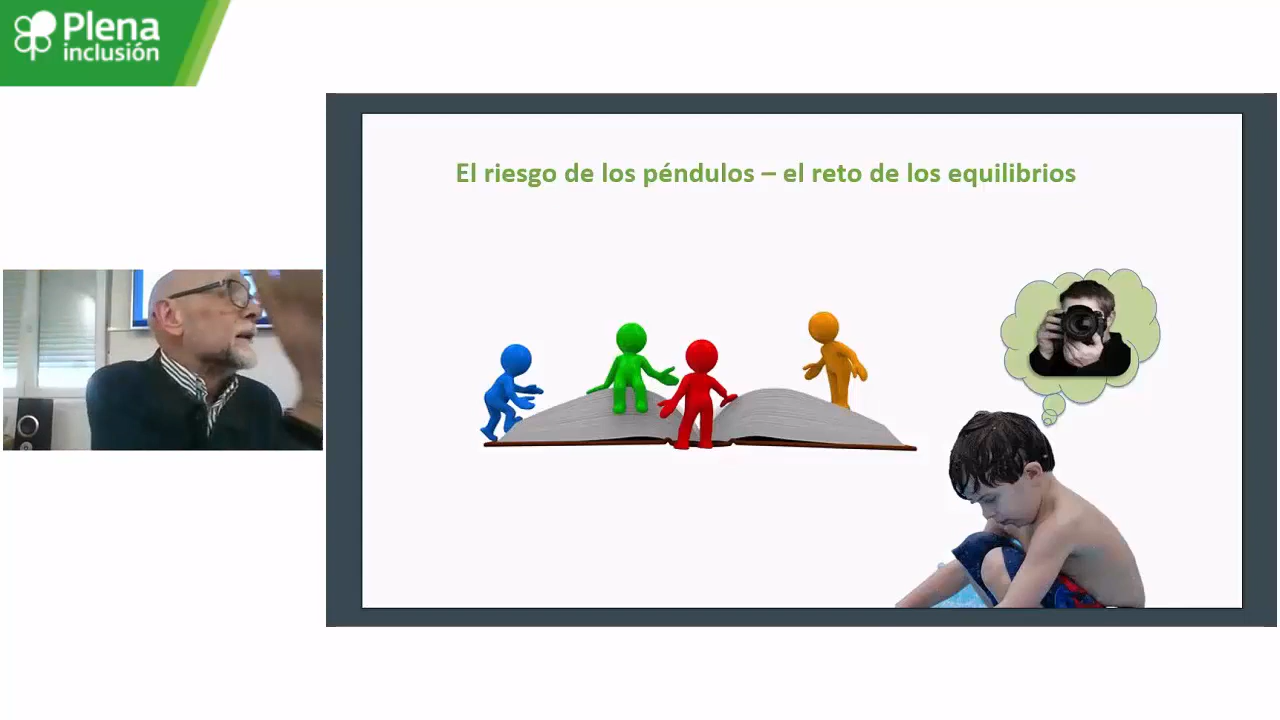 Plena
inclusión
El riesgo de los péndulos – el reto de los equilibrios